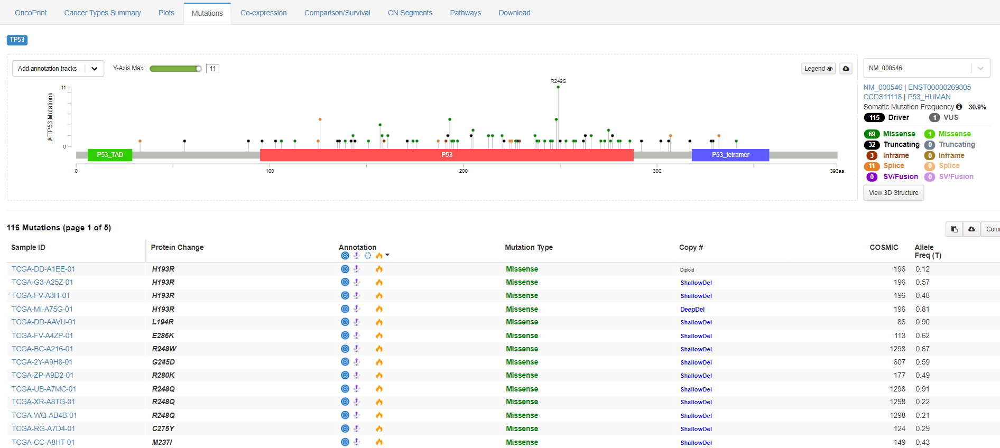 OncoPrint Cancer Types Summary Plots Mutations Co-expression Comparison/Survival CN Segments Pathways Download
TP53
Add annotation tracks Y-Axis Max: 11 Legend
NM_000546
NM_000546 | ENST00000269305
CCDS11118 | P53_HUMAN
Somatic Mutation Frequency 30.9%
115 Driver 1 VUS
69 Missense 1 Missense
32 Truncating 0 Truncating
3 Inframe 0 Inframe
11 Splice 0 Splice
0 SV/Fusion 0 SV/Fusion
View 3D Structure
R249S
11
# TP53 Mutations
0
P53_TAD P53 P53_tetramer
0 100 200 300 393aa
116 Mutations (page 1 of 5)
Colu
Sample ID Protein Change Annotation Mutation Type Copy # COSMIC Allele
Freq (T)
TCGA-DD-A1EE-01 H193R Missense Diploid 196 0.12
TCGA-G3-A25Z-01 H193R Missense ShallowDel 196 0.57
TCGA-FV-A3I1-01 H193R Missense ShallowDel 196 0.48
TCGA-MI-A75G-01 H193R Missense DeepDel 196 0.81
TCGA-DD-AAVU-01 L194R Missense ShallowDel 86 0.90
TCGA-FV-A4ZP-01 E286K Missense ShallowDel 113 0.62
TCGA-BC-A216-01 R248W Missense ShallowDel 1298 0.67
TCGA-2Y-A9H8-01 G245D Missense ShallowDel 607 0.59
TCGA-ZP-A9D2-01 R280K Missense ShallowDel 177 0.49
TCGA-UB-A7MC-01 R248Q Missense ShallowDel 1298 0.91
TCGA-XR-A8TG-01 R248Q Missense ShallowDel 1298 0.22
TCGA-WQ-AB4B-01 R248Q Missense ShallowDel 1298 0.21
TCGA-RG-A7D4-01 C275Y Missense ShallowDel 124 0.29
TCGA-CC-A8HT-01 M237I Missense ShallowDel 149 0.43